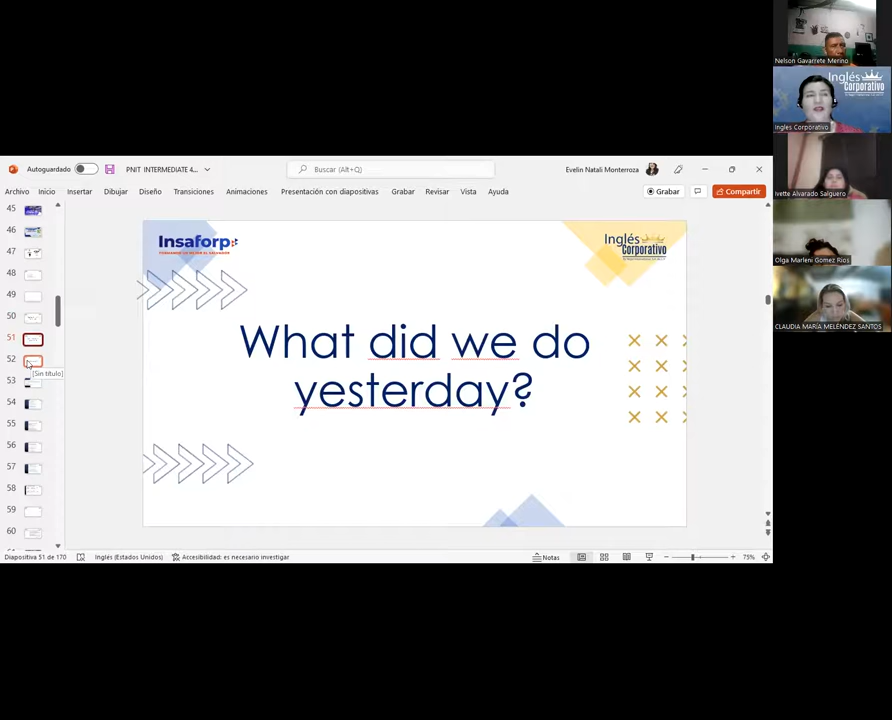 Nelson Gavarrete Merino
Inglés
Corporativo
Inglés Corporativo
Ivette Alvarado Salguero
Olga Marleni Gomez Rios
CLAUDIA MARÍA MELÉNDEZ SANTOS
Autoguardado
PNIT INTERMEDIATE 4...
Buscar (Alt+Q)
Evelin Natali Monterroza
Archivo Inicio Insertar Dibujar Diseño Transiciones Animaciones Presentación con diapositivas Grabar Revisar Vista Ayuda
Grabar
Compartir
45
46
47
48
49
50
51
52
[Sin título]
53
54
55
56
57
58
59
60
Insaforp
Inglés
Corporativo
What did we do
yesterday?
Diapositiva 51 de 170
Inglés (Estados Unidos)
Accesibilidad: es necesario investigar
Notas
75%